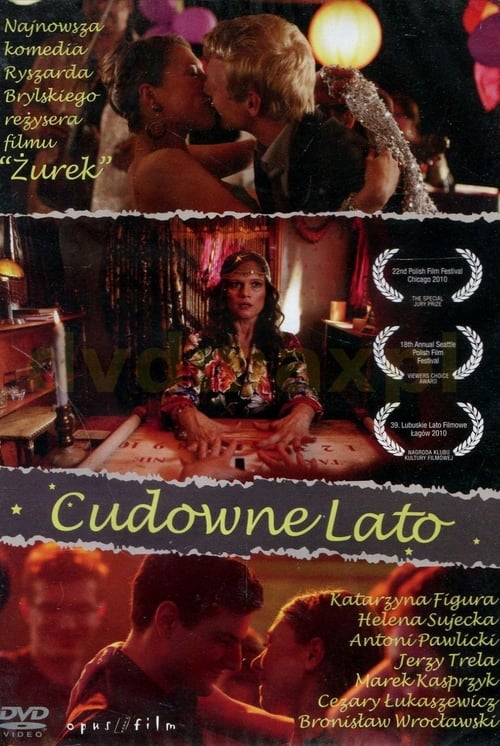 Najnowsza
komedia
Ryszarda
Brylskiego
reżysera
filmu
"Żurek"
22nd Polish Film Festival
Chicago 2010
THE SPECIAL
JURY PRIZE
18th Annual Seattle
Polish Film
Festival
VIEWERS CHOICE
AWARD
39. Lubuskie Lato Filmowe
Łagów 2010
NAGRODA KLUBU
KULTURY FILMOWEJ
Cudowne Lato
Katarzyna Figura
Helena Sujecka
Antoni Pawlicki
Jerzy Trela
Marek Kasprzyk
Cezary Łukaszewicz
Bronisław Wrocławski
DVD
VIDEO
opus film